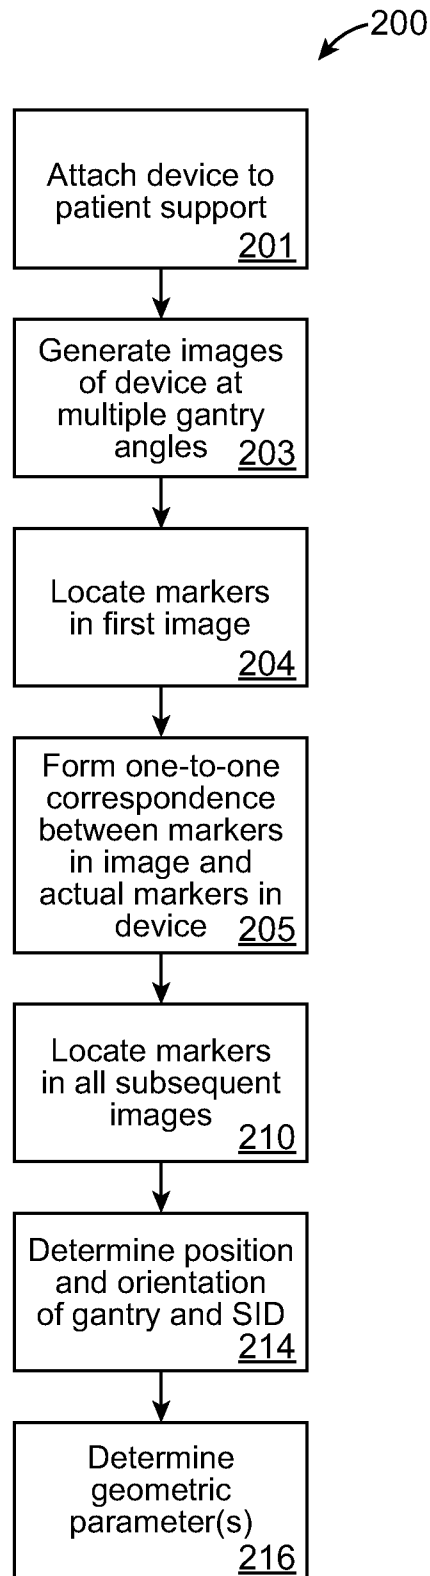 200
Attach device to
patient support
201
Generate images
of device at
multiple gantry
angles 203
Locate markers
in first image
204
Form one-to-one
correspondence
between markers
in image and
actual markers in
device 205
Locate markers
in all subsequent
images
210
Determine position
and orientation
of gantry and SID
214
Determine
geometric
parameter(s)
216